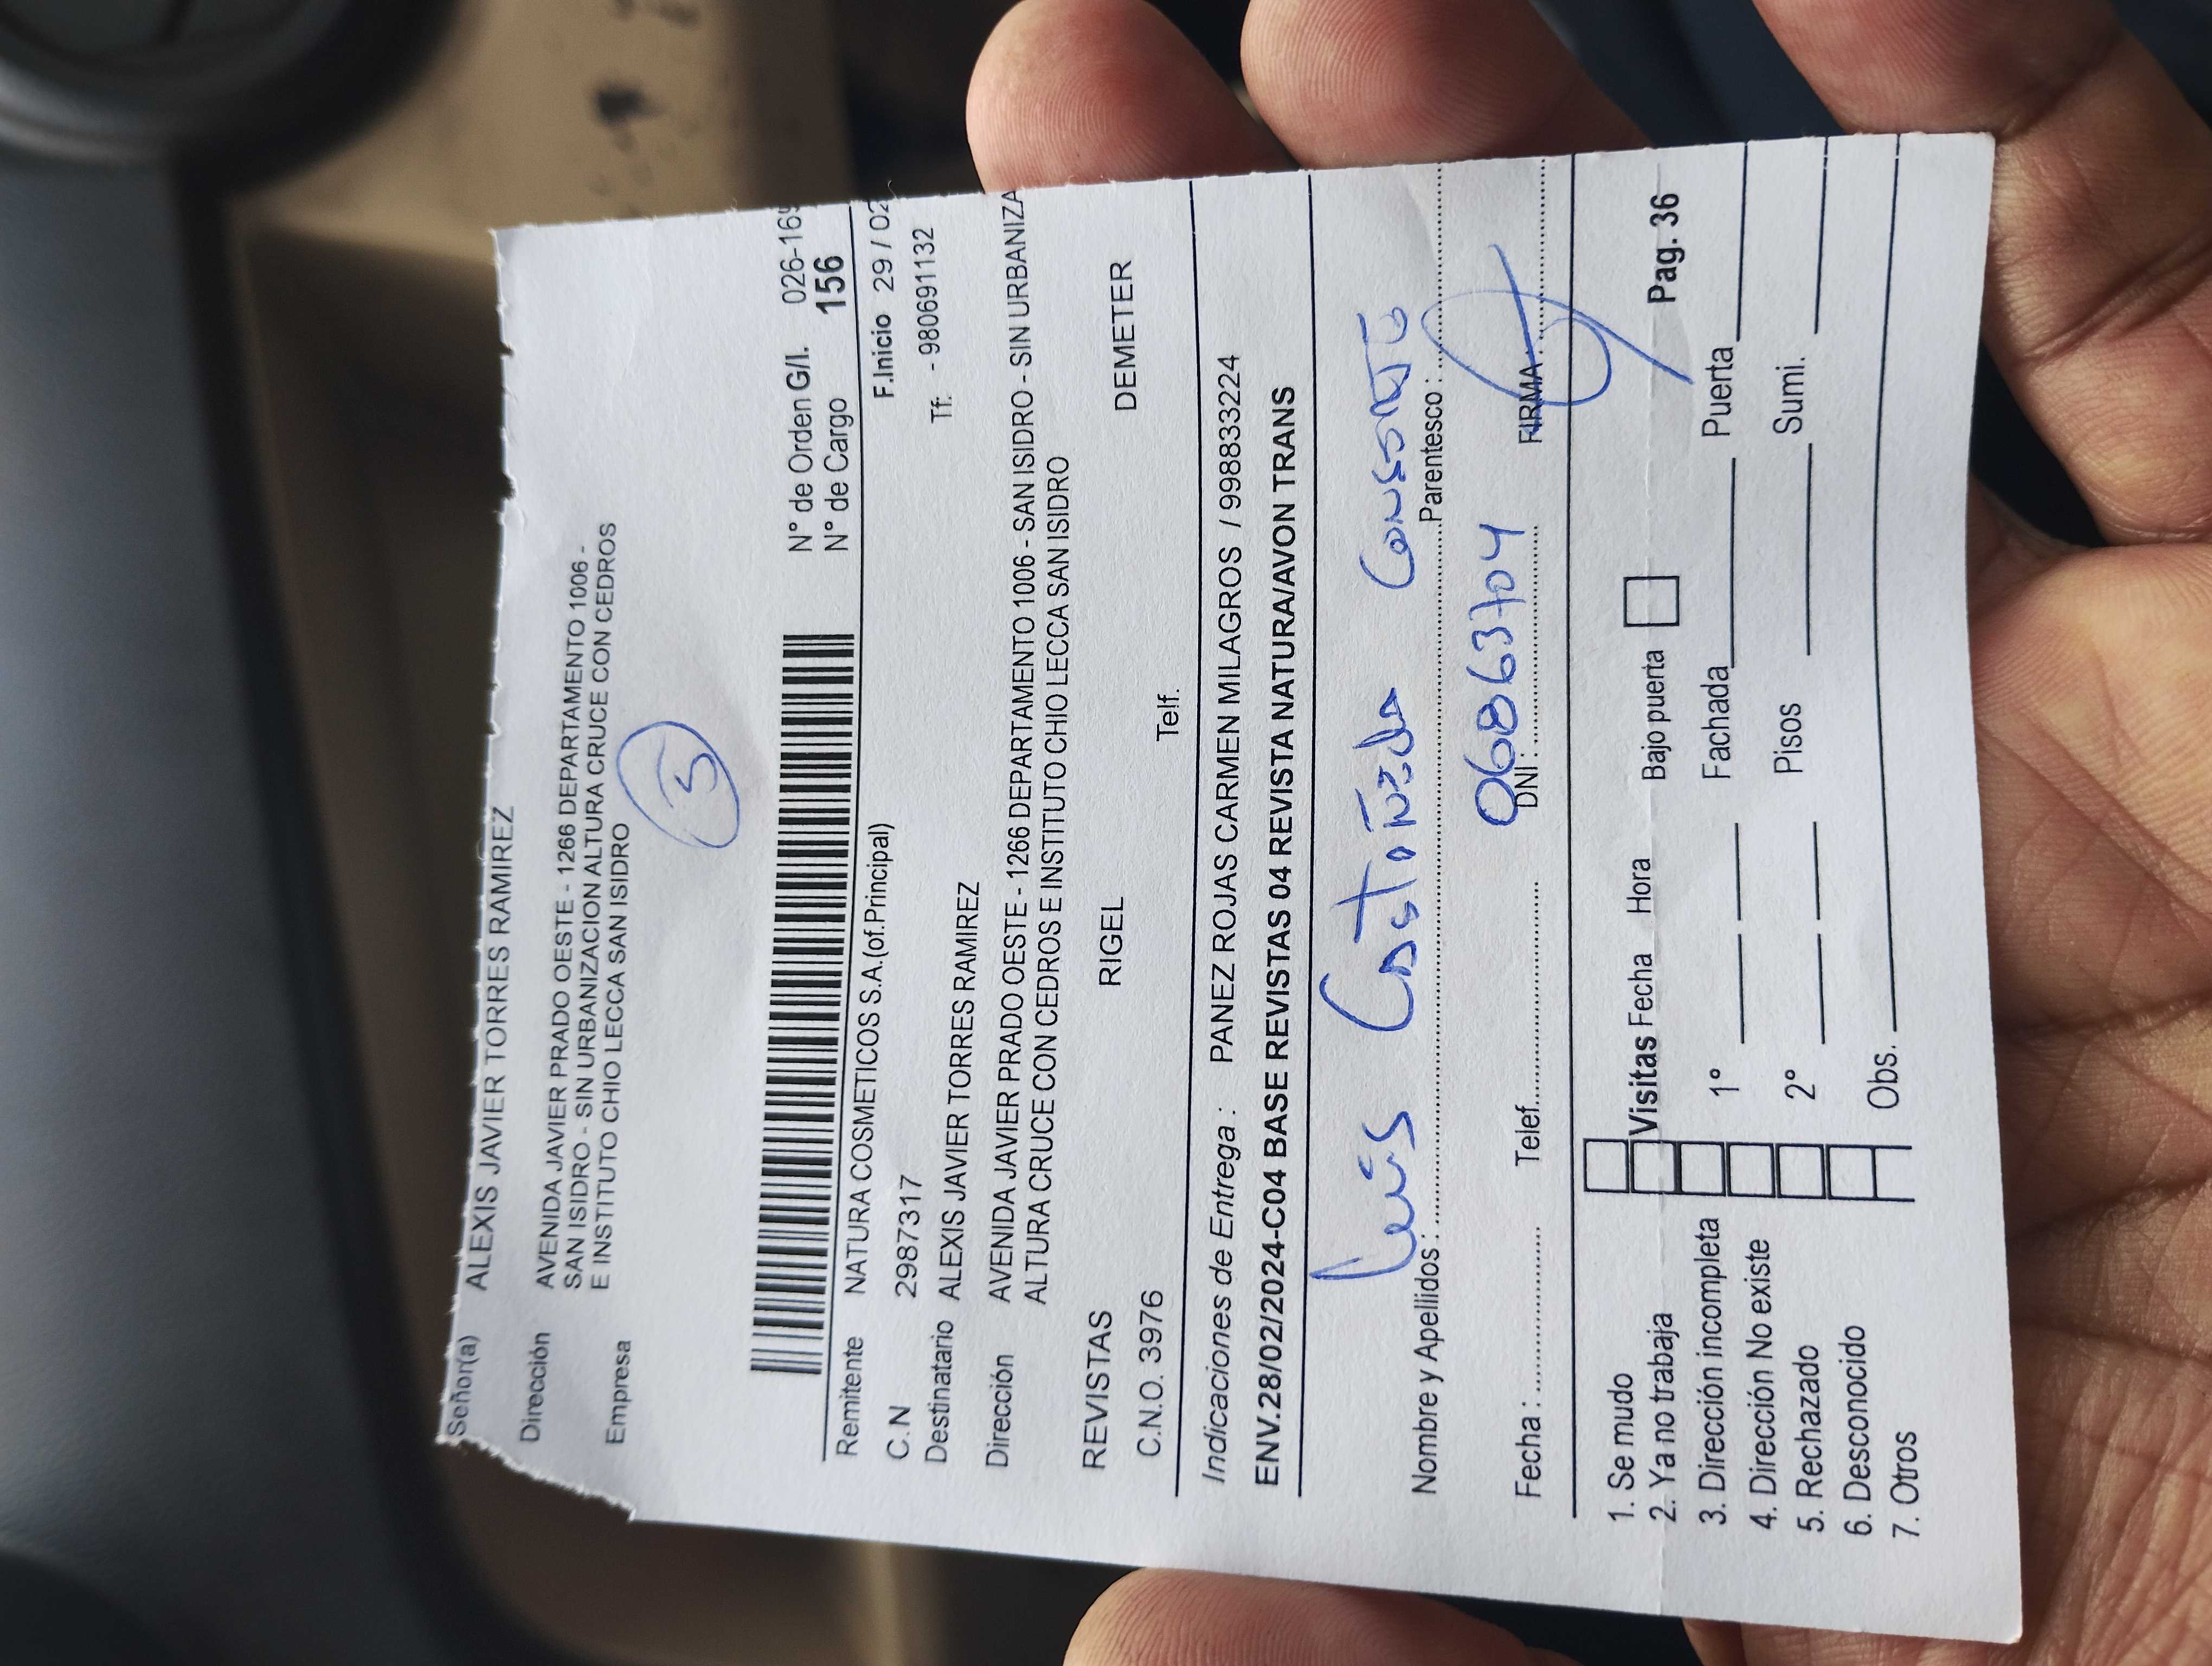 Señor(a) ALEXIS JAVIER TORRES RAMIREZ
Dirección AVENIDA JAVIER PRADO OESTE - 1266 DEPARTAMENTO 1006 -
SAN ISIDRO - SIN URBANIZACION ALTURA CRUCE CON CEDROS
Empresa E INSTITUTO CHIO LECCA SAN ISIDRO
5
N° de Orden G/I. 026-169
N° de Cargo 156
Remitente NATURA COSMETICOS S.A.(of.Principal) F.Inicio 29 / 02
C.N 2987317 Tf. - 980691132
Destinatario ALEXIS JAVIER TORRES RAMIREZ
Dirección AVENIDA JAVIER PRADO OESTE - 1266 DEPARTAMENTO 1006 - SAN ISIDRO - SIN URBANIZA
ALTURA CRUCE CON CEDROS E INSTITUTO CHIO LECCA SAN ISIDRO
REVISTAS RIGEL DEMETER
C.N.O. 3976 Telf.
Indicaciones de Entrega : PANEZ ROJAS CARMEN MILAGROS / 998833224
ENV.28/02/2024-C04 BASE REVISTAS 04 REVISTA NATURA/AVON TRANS
Luis Castañeda
Nombre y Apellidos : Parentesco :
06863704
Fecha : Telef. DNI : FIRMA :
1. Se mudo
2. Ya no trabaja Visitas Fecha Hora Bajo puerta Pag. 36
3. Dirección incompleta 1° Fachada Puerta
4. Dirección No existe
5. Rechazado 2° Pisos Sumi.
6. Desconocido
7. Otros Obs.